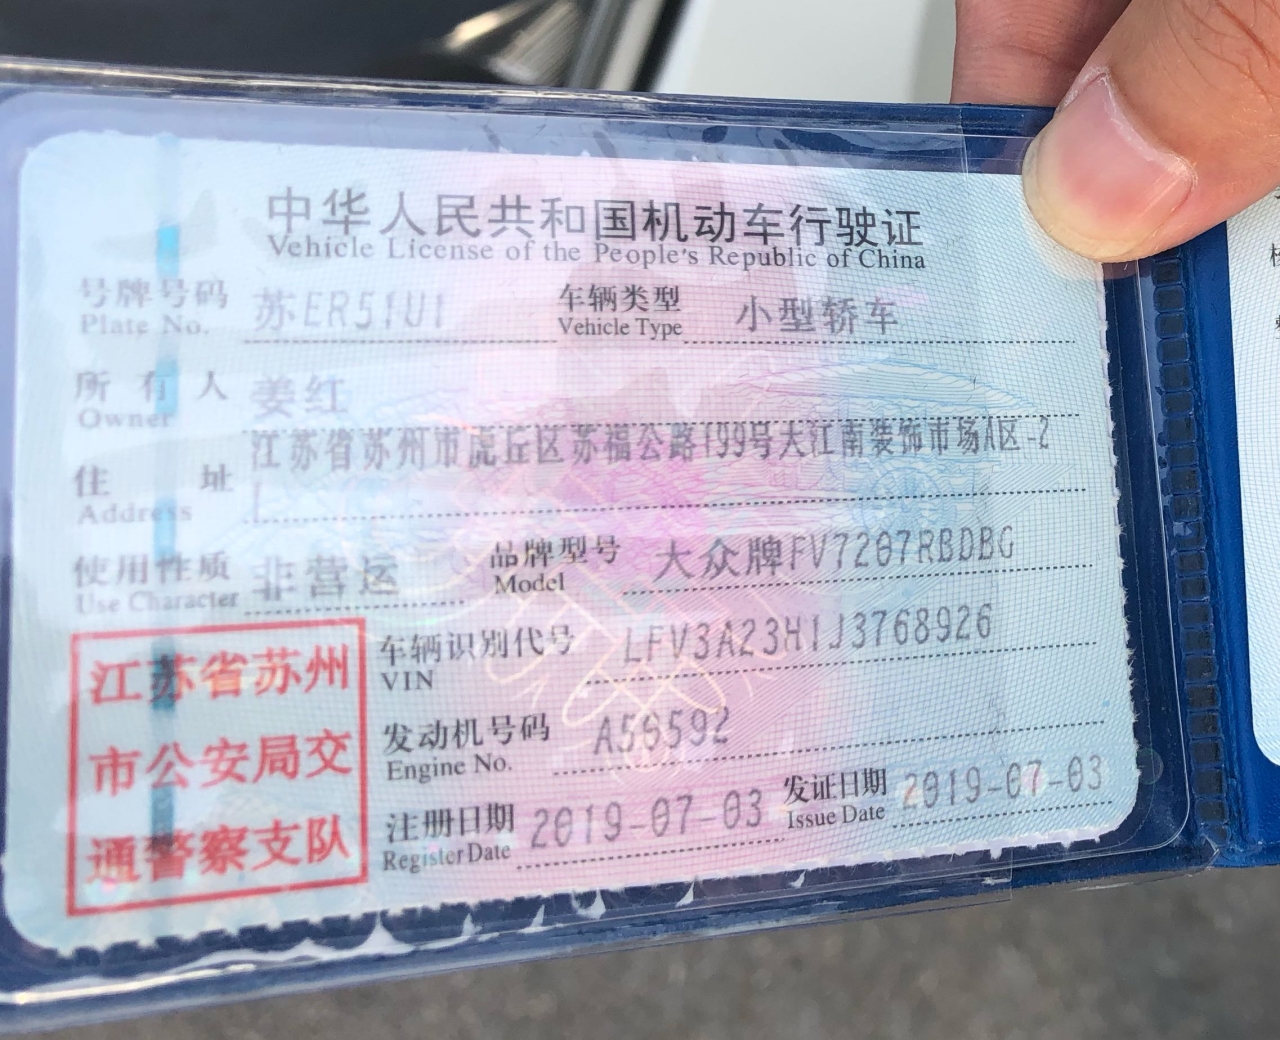 中华人民共和国机动车行驶证
Vehicle License of the People's Republic of China
号牌号码 苏ER51U1 车辆类型 小型轿车
Plate No. Vehicle Type
所有人 姜红
Owner
江苏省苏州市虎丘区苏福公路199号大江南装饰市场A区-2
住址
Address
使用性质 非营运 品牌型号 大众牌FV7207RBDBG
Use Character Model
车辆识别代号 LFV3A23H1J3768926
VIN
发动机号码 A56592
Engine No.
注册日期 2019-07-03 发证日期 2019-07-03
Register Date Issue Date
江苏省苏州
市公安局交
通警察支队